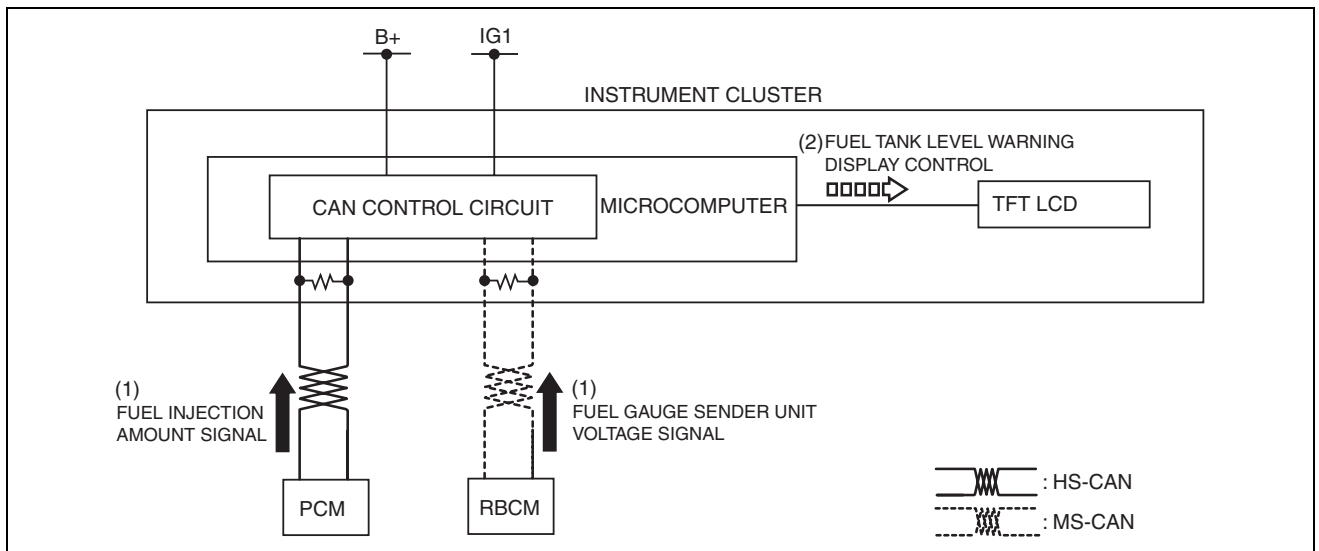 B+
IG1
INSTRUMENT CLUSTER
(2)FUEL TANK LEVEL WARNING
DISPLAY CONTROL
CAN CONTROL CIRCUIT
MICROCOMPUTER
TFT LCD
(1)
FUEL INJECTION
AMOUNT SIGNAL
(1)
FUEL GAUGE SENDER UNIT
VOLTAGE SIGNAL
PCM
RBCM
: HS-CAN
: MS-CAN